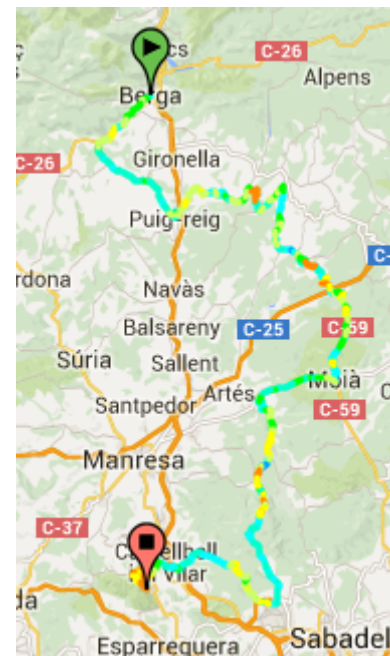 cs
C-26
Alpens
Berga
Gironella
C-26
Puig-reig
rdona
Navàs
C-25
C-59
Balsareny
Súria
Sallent
Moià
Artés
C-59
Santpedor
Manresa
C-37
Vilar
da
Sabadel
Esparreguera